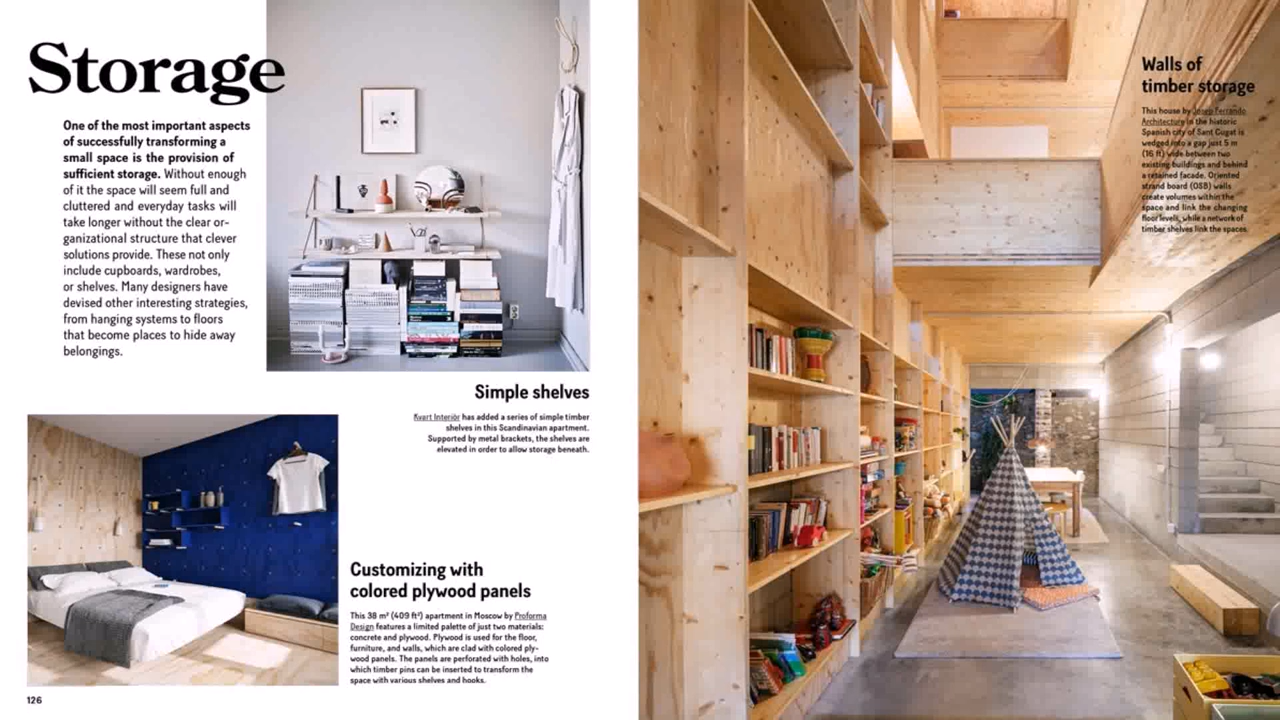 Storage
One of the most important aspects
of successfully transforming a
small space is the provision of
sufficient storage. Without enough
of it the space will seem full and
cluttered and everyday tasks will
take longer without the clear or-
ganizational structure that clever
solutions provide. These not only
include cupboards, wardrobes,
or shelves. Many designers have
devised other interesting strategies,
from hanging systems to floors
that become places to hide away
belongings.
Simple shelves
Kvart Interiör has added a series of simple timber
shelves in this Scandinavian apartment.
Supported by metal brackets, the shelves are
elevated in order to allow storage beneath.
Customizing with
colored plywood panels
This 38 m² (409 ft²) apartment in Moscow by Proforma
Design features a limited palette of just two materials:
concrete and plywood. Plywood is used for the floor,
furniture, and walls, which are clad with colored ply-
wood panels. The panels are perforated with holes, into
which timber pins can be inserted to transform the
space with various shelves and hooks.
126
Walls of
timber storage
This house by Josep Ferrando
Architecture in the historic
Spanish city of Sant Cugat is
wedged into a gap just 5 m
(16 ft) wide between two
existing buildings and behind
a retained facade. Oriented
strand board (OSB) walls
create volumes within the
space and link the changing
floor levels, while a network of
timber shelves link the spaces.